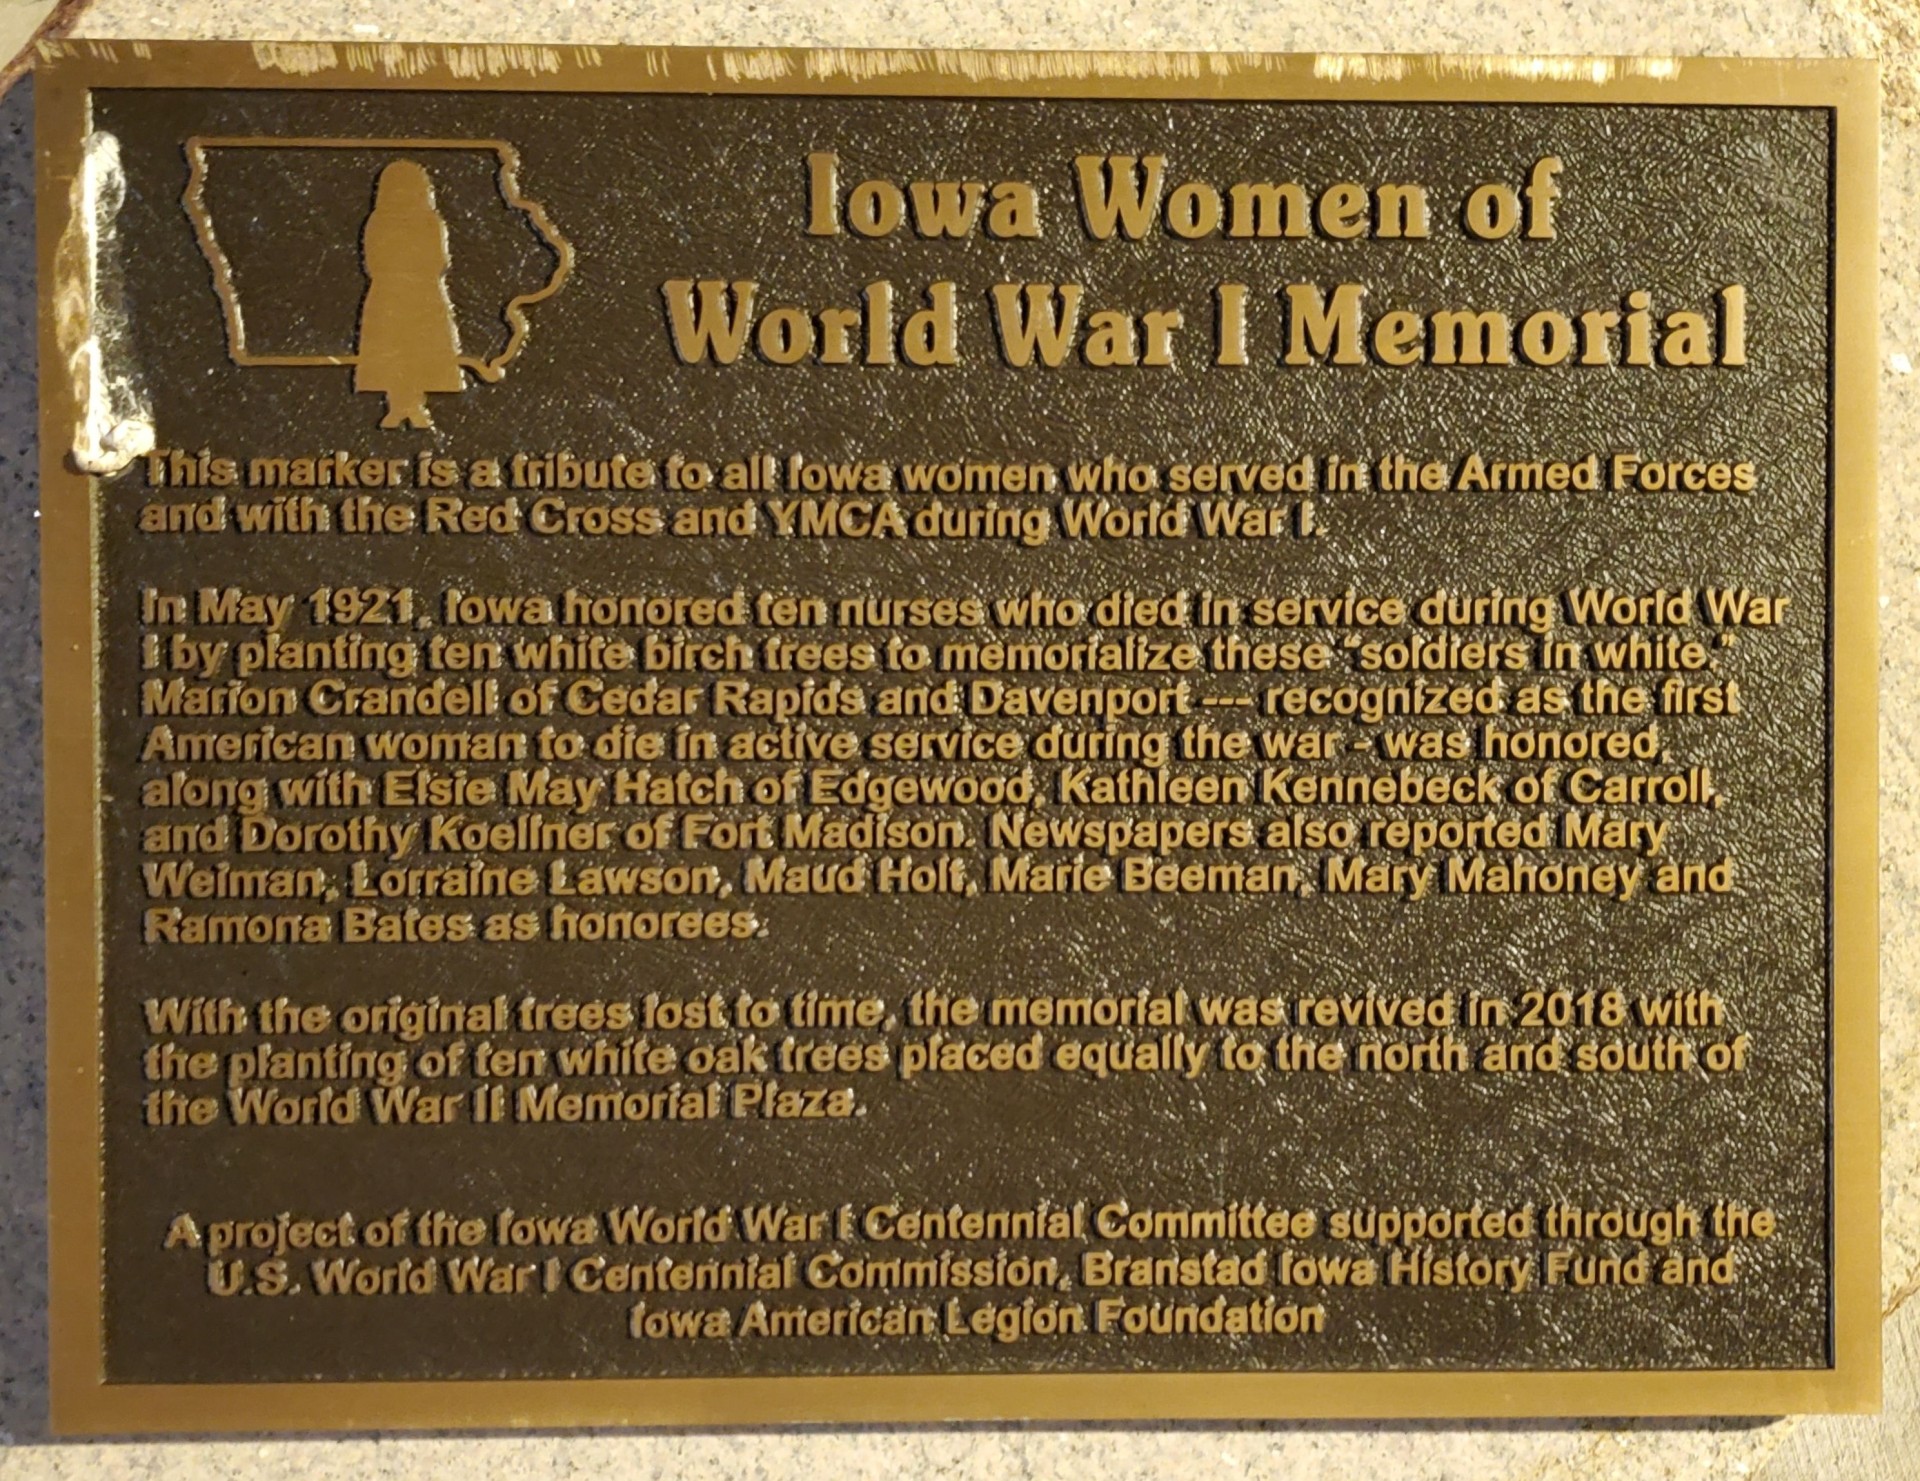 Iowa Women of
World War I Memorial
This marker is a tribute to all Iowa women who served in the Armed Forces
and with the Red Cross and YMCA during World War I.
In May 1921, Iowa honored ten nurses who died in service during World War
I by planting ten white birch trees to memorialize these “soldiers in white.”
Marion Crandell of Cedar Rapids and Davenport --- recognized as the first
American woman to die in active service during the war - was honored,
along with Elsie May Hatch of Edgewood, Kathleen Kennebeck of Carroll,
and Dorothy Koellner of Fort Madison. Newspapers also reported Mary
Weiman, Lorraine Lawson, Maud Holt, Marie Beeman, Mary Mahoney and
Ramona Bates as honorees.
With the original trees lost to time, the memorial was revived in 2018 with
the planting of ten white oak trees placed equally to the north and south of
the World War II Memorial Plaza.
A project of the Iowa World War I Centennial Committee supported through the
U.S. World War I Centennial Commission, Branstad Iowa History Fund and
Iowa American Legion Foundation